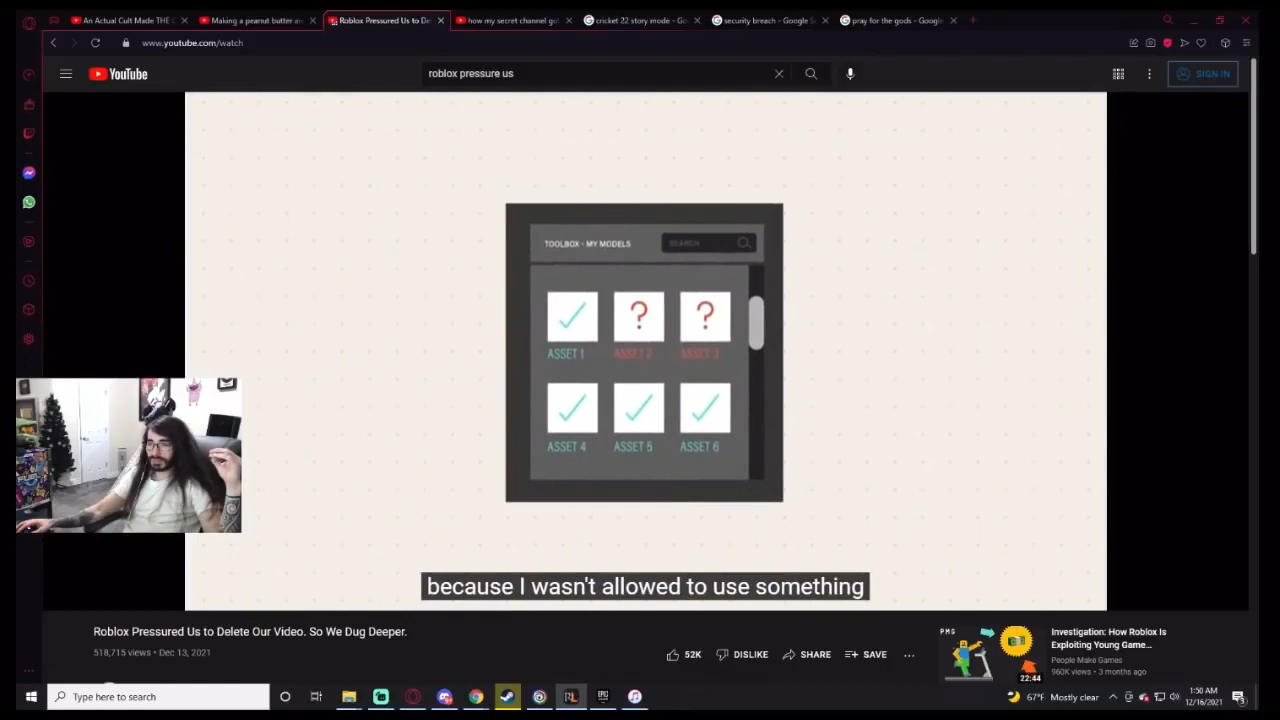 An Actual Cult Made THE
Making a peanut butter an
Roblox Pressured Us to De
how my secret channel got
cricket 22 story mode - Go
security breach - Google S
pray for the gods - Google
www.youtube.com/watch
YouTube
roblox pressure us
SIGN IN
TOOLBOX - MY MODELS
SEARCH
ASSET 1
ASSET 2
ASSET 3
ASSET 4
ASSET 5
ASSET 6
because I wasn't allowed to use something
Roblox Pressured Us to Delete Our Video. So We Dug Deeper.
518,715 views • Dec 13, 2021
52K
DISLIKE
SHARE
SAVE
PMG
22:44
Investigation: How Roblox Is
Exploiting Young Game...
People Make Games
960K views • 3 months ago
Type here to search
67°F Mostly clear
1:50 AM
12/16/2021